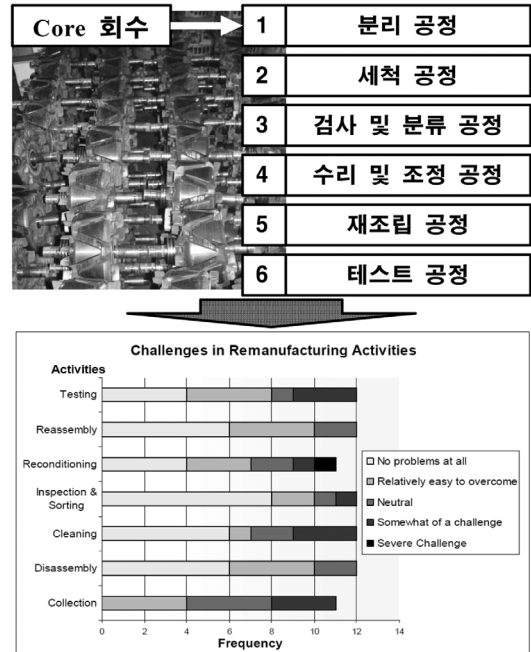 Core 회수
1 분리 공정
2 세척 공정
3 검사 및 분류 공정
4 수리 및 조정 공정
5 재조립 공정
6 테스트 공정
Challenges in Remanufacturing Activities
Activities
Testing
Reassembly
Reconditioning
Inspection &
Sorting
Cleaning
Disassembly
Collection
0 2 4 6 8 10 12 14
Frequency
No problems at all
Relatively easy to overcome
Neutral
Somewhat of a challenge
Severe Challenge